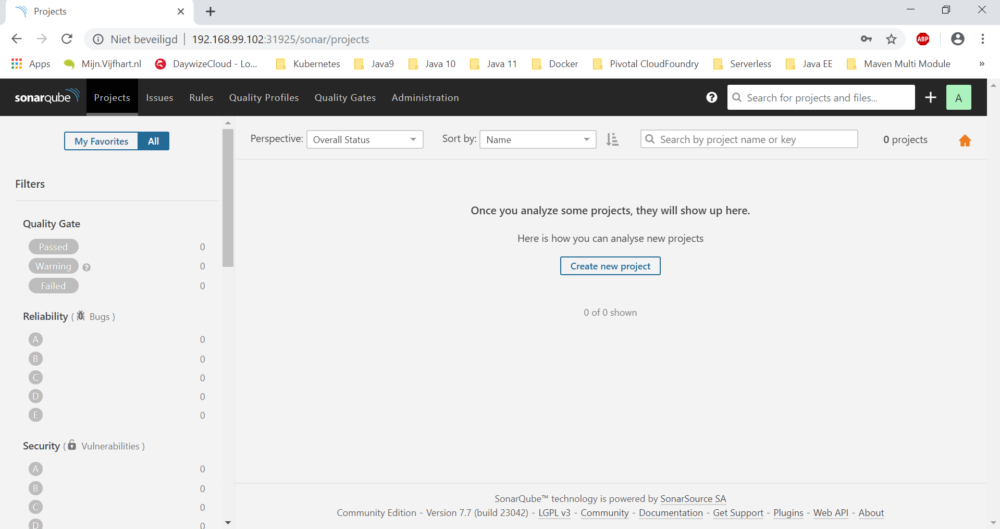 Projects
Niet beveiligd 192.168.99.102:31925/sonar/projects ABP
Apps Mijn.Vijfhart.nl DaywizeCloud - Lo... Kubernetes Java9 Java 10 Java 11 Docker Pivotal CloudFoundry Serverless Java EE Maven Multi Module »
sonarqube Projects Issues Rules Quality Profiles Quality Gates Administration ? Search for projects and files... A
My Favorites All
Perspective: Overall Status Sort by: Name Search by project name or key 0 projects
Filters
Quality Gate
Passed 0
Warning ? 0
Failed 0
Reliability ( Bugs )
A 0
B 0
C 0
D 0
E 0
Security ( Vulnerabilities )
A 0
B 0
C 0
D 0
Once you analyze some projects, they will show up here.
Here is how you can analyse new projects
Create new project
0 of 0 shown
SonarQube™ technology is powered by SonarSource SA
Community Edition - Version 7.7 (build 23042) - LGPL v3 - Community - Documentation - Get Support - Plugins - Web API - About